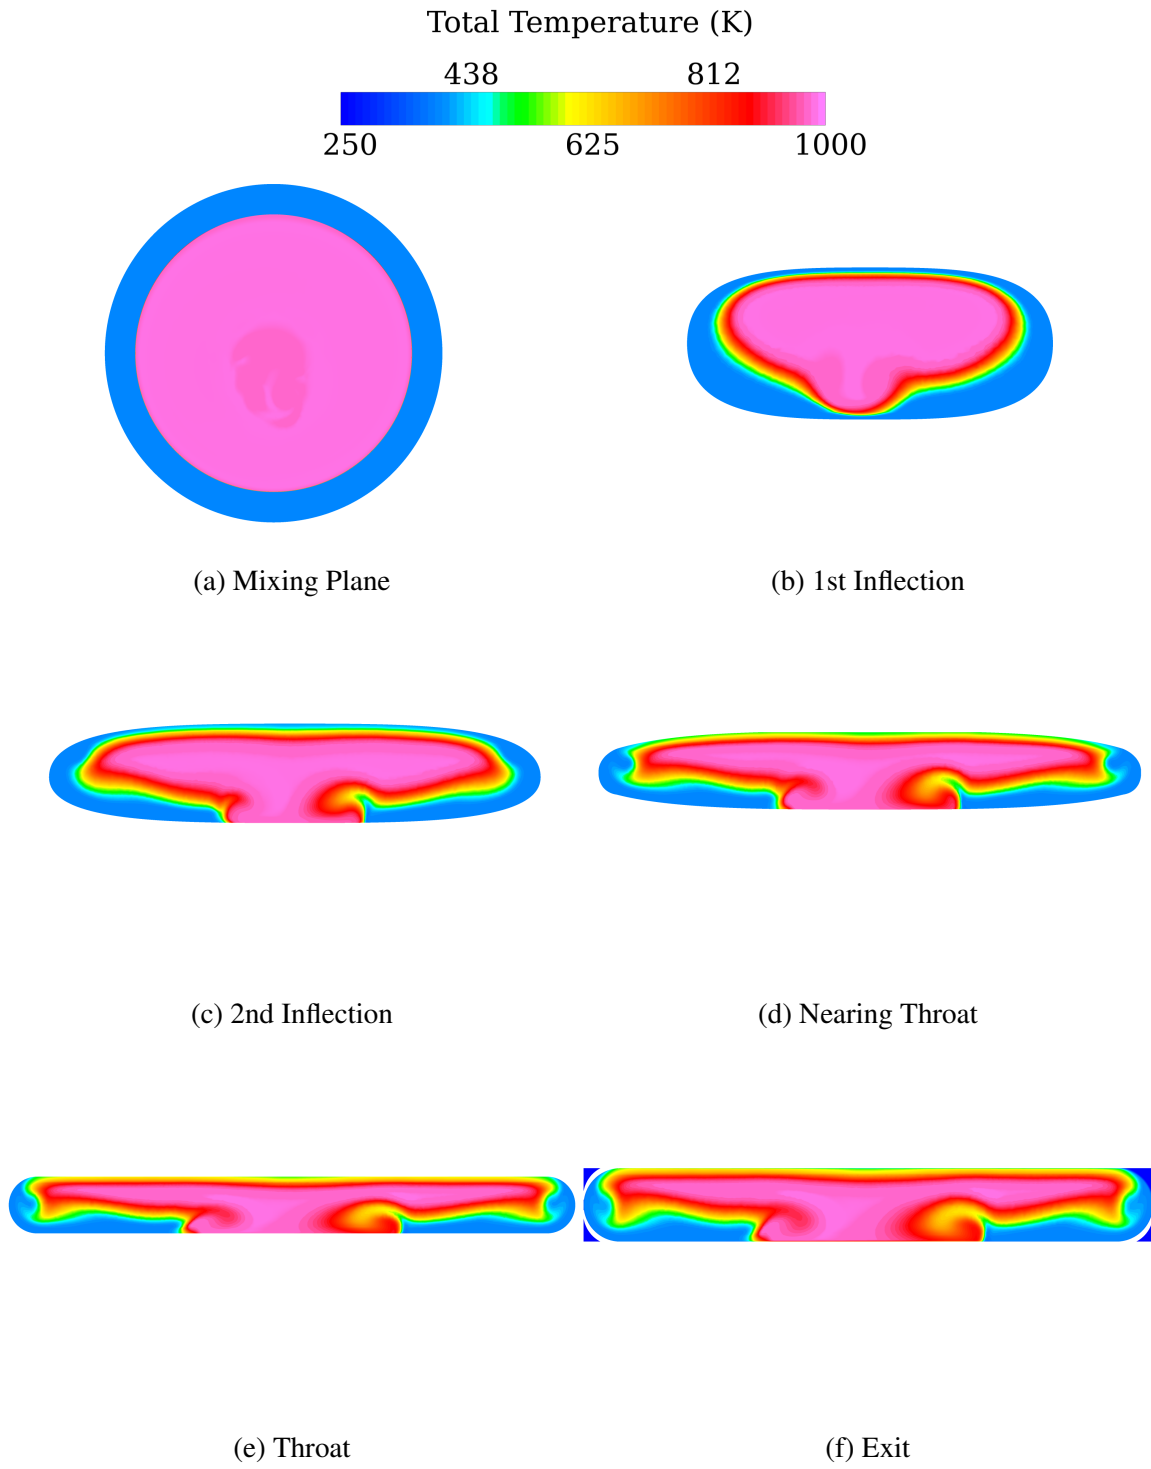 Total Temperature (K)
438 812
250 625 1000
(a) Mixing Plane
(b) 1st Inflection
(c) 2nd Inflection
(d) Nearing Throat
(e) Throat
(f) Exit